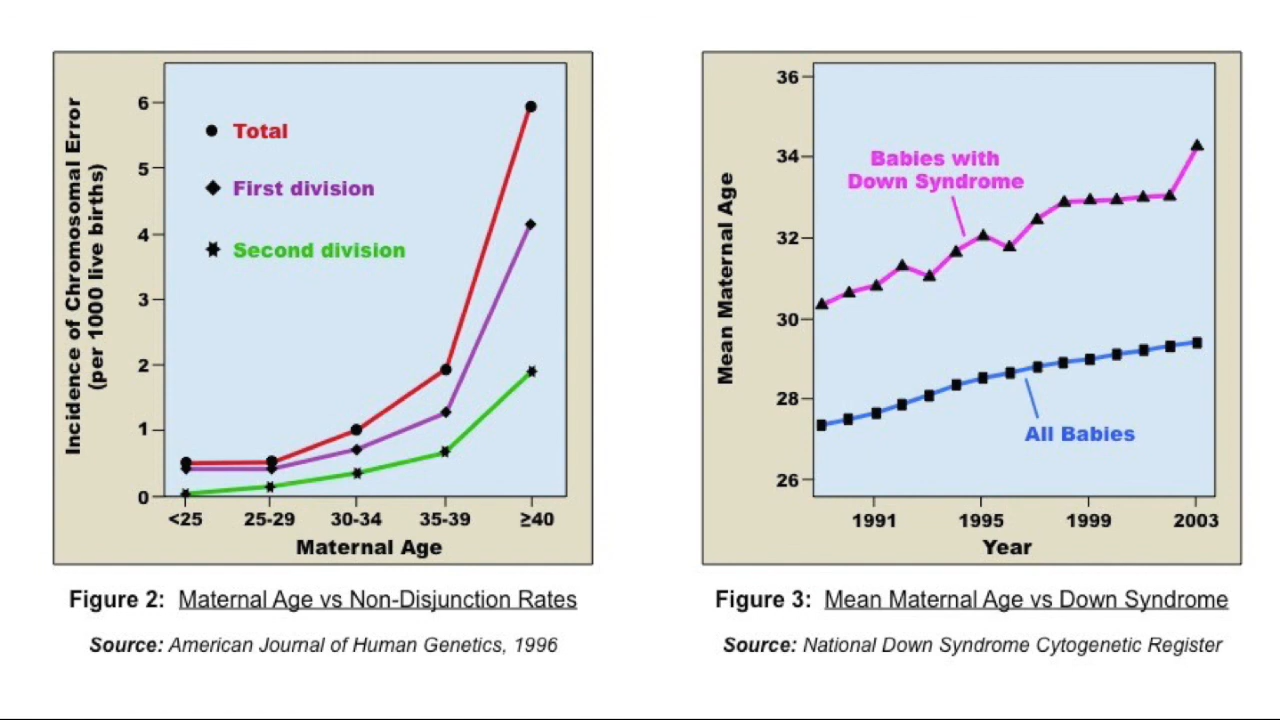 Incidence of Chromosomal Error
(per 1000 live births)
6
5
4
3
2
1
0
Total
First division
Second division
<25
25-29
30-34
35-39
≥40
Maternal Age
Figure 2: Maternal Age vs Non-Disjunction Rates
Source: American Journal of Human Genetics, 1996
Mean Maternal Age
36
34
32
30
28
26
Babies with
Down Syndrome
All Babies
1991
1995
1999
2003
Year
Figure 3: Mean Maternal Age vs Down Syndrome
Source: National Down Syndrome Cytogenetic Register